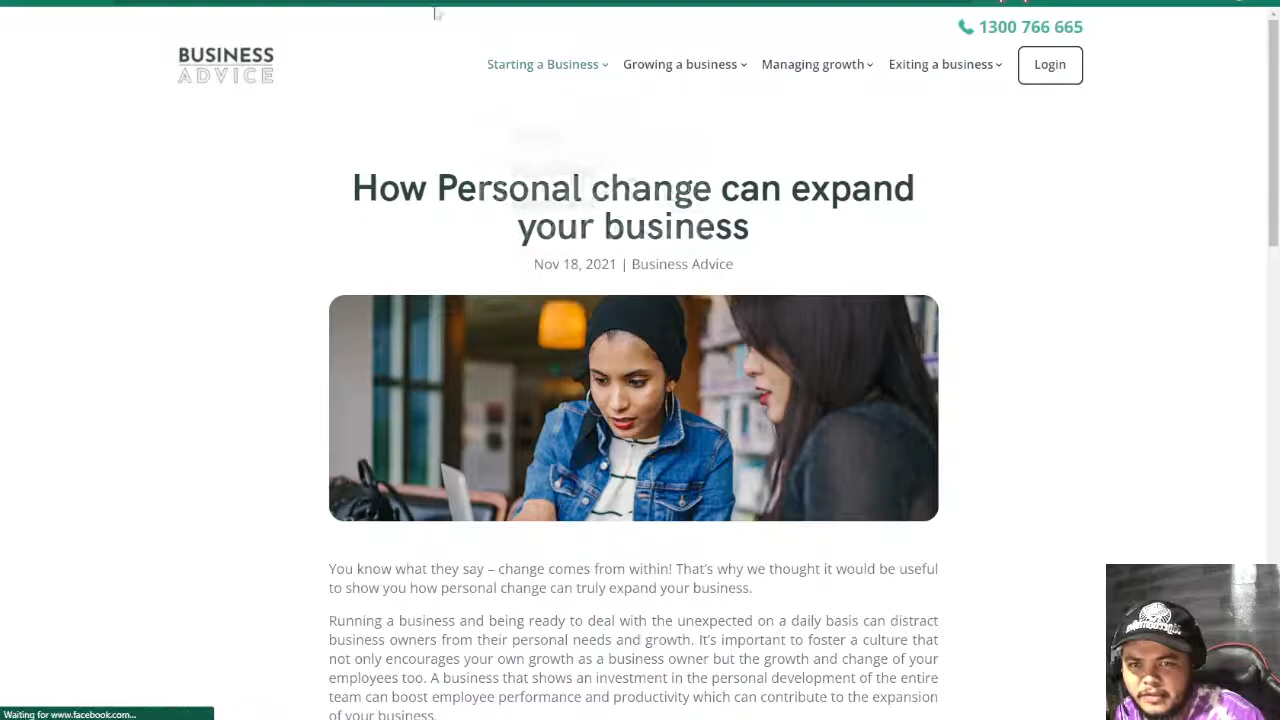 1300 766 665
BUSINESS
ADVICE
Starting a Business Growing a business Managing growth Exiting a business Login
How Personal change can expand
your business
Nov 18, 2021 | Business Advice
You know what they say – change comes from within! That's why we thought it would be useful
to show you how personal change can truly expand your business.
Running a business and being ready to deal with the unexpected on a daily basis can distract
business owners from their personal needs and growth. It's important to foster a culture that
not only encourages your own growth as a business owner but the growth and change of your
employees too. A business that shows an investment in the personal development of the entire
team can boost employee performance and productivity which can contribute to the expansion
of your business.
Waiting for www.facebook.com...